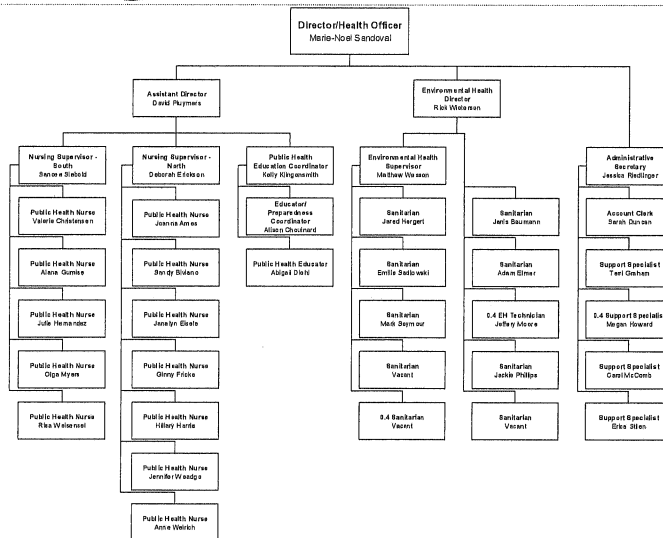 Director/Health Officer
Marie-Noel Sandoval
Assistant Director
David Pluymers
Environmental Health
Director
Rick Wietersen
Nursing Supervisor -
South
Sanose Siebold
Nursing Supervisor -
North
Deborah Erickson
Public Health
Education Coordinator
Kelly Klingensmith
Environmental Health
Supervisor
Matthew Wesson
Administrative
Secretary
Jessica Riedlinger
Public Health Nurse
Valerie Christensen
Public Health Nurse
Joanna Ames
Educator/
Preparedness
Coordinator
Alison Chouinard
Sanitarian
Jared Hergert
Sanitarian
Janis Baumann
Account Clerk
Sarah Duncan
Public Health Nurse
Alana Gumiss
Public Health Nurse
Sandy Biviano
Public Health Educator
Abigail Diehl
Sanitarian
Emilie Sadlowski
Sanitarian
Adam Elmer
Support Specialist
Terri Graham
Public Health Nurse
Julie Hernandez
Public Health Nurse
Janelyn Eisele
Sanitarian
Mark Seymour
0.4 EH Technician
Jeffery Moore
0.4 Support Specialist
Megan Howard
Public Health Nurse
Olga Myers
Public Health Nurse
Ginny Fricke
Sanitarian
Vacant
Sanitarian
Jackie Phillips
Support Specialist
Carol McComb
Public Health Nurse
Risa Weisensel
Public Health Nurse
Hillary Harris
0.4 Sanitarian
Vacant
Sanitarian
Vacant
Support Specialist
Erica Stien
Public Health Nurse
Jennifer Weadge
Public Health Nurse
Anne Weirich